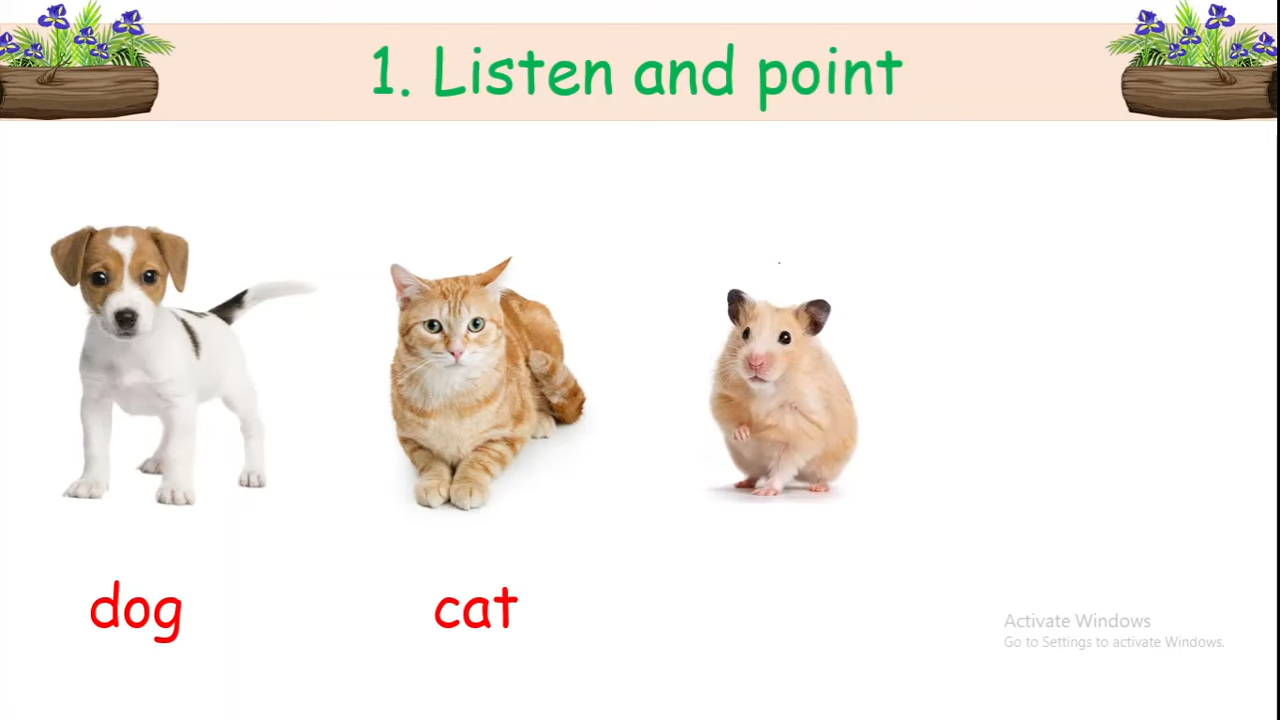 1. Listen and point
dog
cat
Activate Windows
Go to Settings to activate Windows.